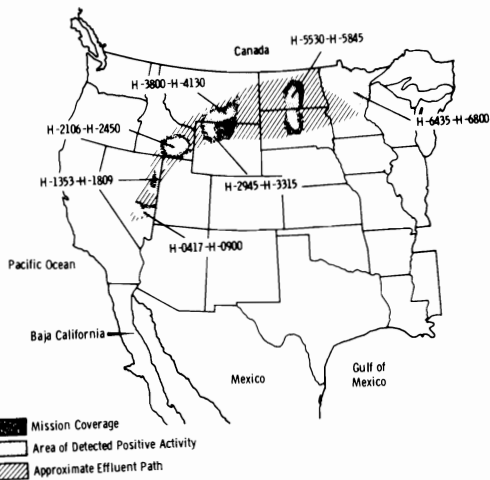 Canada
H-5530-H-5845
H-3800-H-4130
H-2106-H-2450
H-6435-H-6800
H-1353-H-1809
H-2945-H-3315
H-0417-H-0900
Pacific Ocean
Baja California
Mexico
Gulf of
Mexico
Mission Coverage
Area of Detected Positive Activity
Approximate Effluent Path